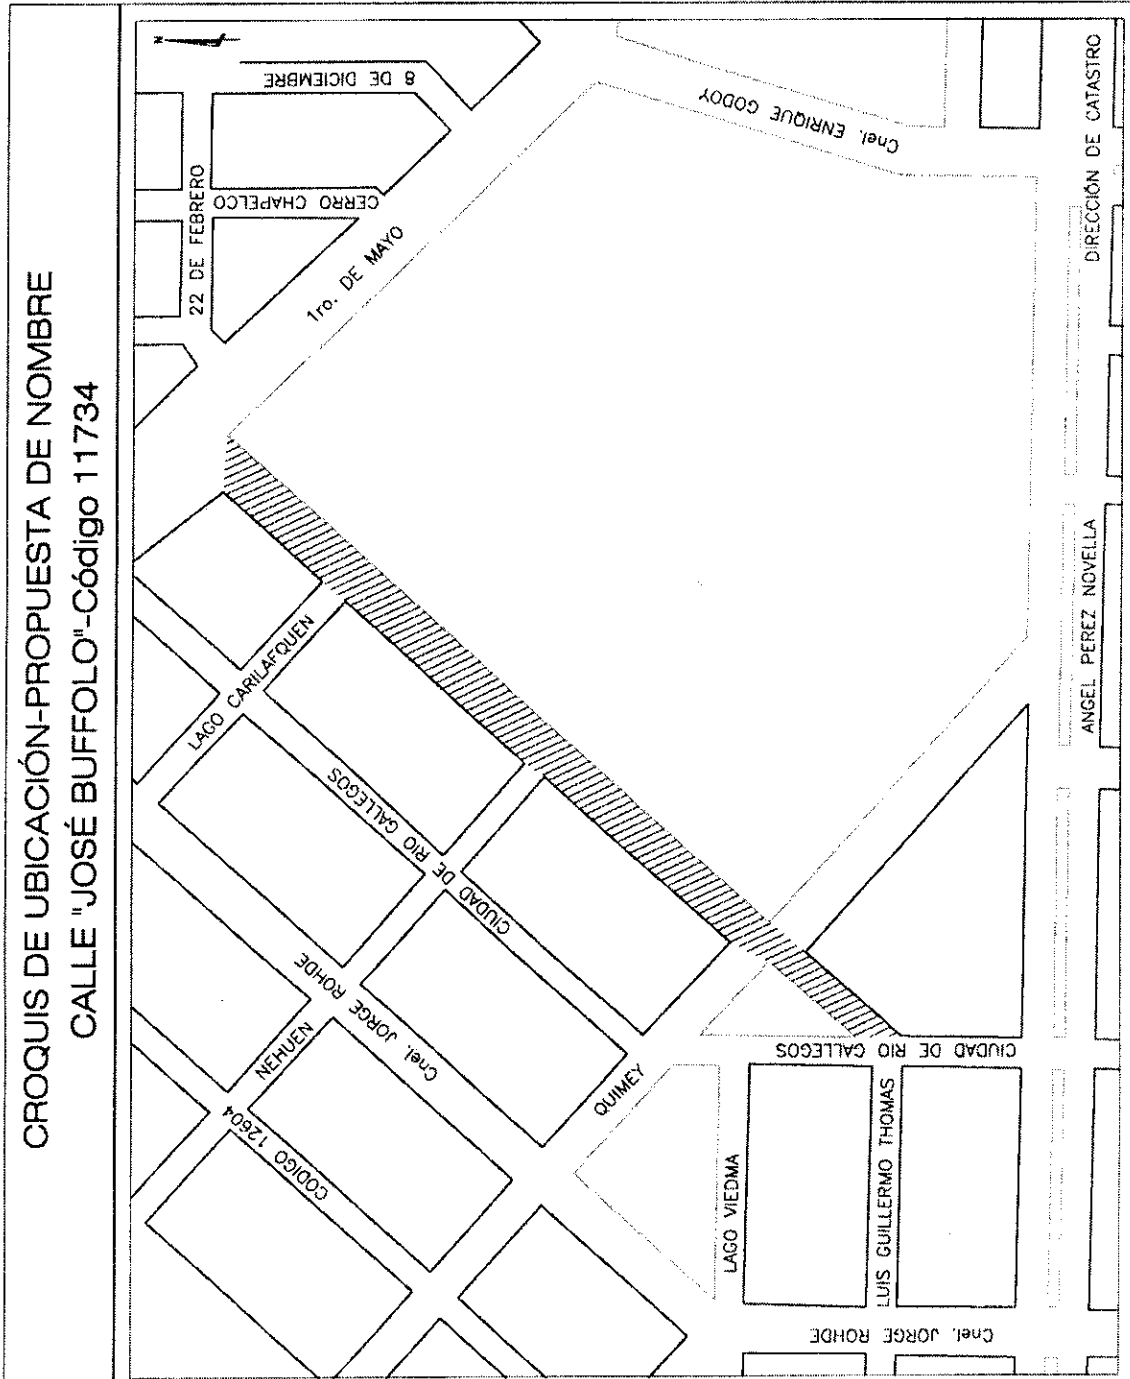 CROQUIS DE UBICACIÓN-PROPUESTA DE NOMBRE
CALLE "JOSÉ BUFFOLO"-Código 11734
N
8 DE DICIEMBRE
22 DE FEBRERO
CERRO CHAPELCO
1ro. DE MAYO
Cnel. ENRIQUE GODOY
DIRECCIÓN DE CATASTRO
LAGO CARILAFQUEN
CIUDAD DE RIO GALLEGOS
Cnel. JORGE ROHDE
NEHUEN
CODIGO 12604
QUIMEY
ANGEL PEREZ NOVELLA
CIUDAD DE RIO GALLEGOS
LAGO VIEDMA
LUIS GUILLERMO THOMAS
Cnel. JORGE ROHDE